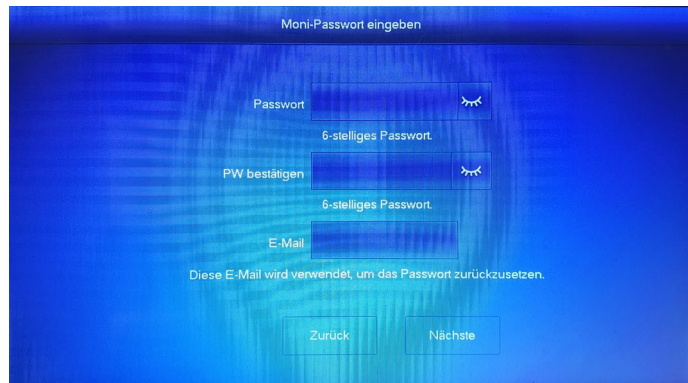 Moni-Passwort eingeben
Passwort
6-stelliges Passwort.
PW bestätigen
6-stelliges Passwort.
E-Mail
Diese E-Mail wird verwendet, um das Passwort zurückzusetzen.
Zurück
Nächste